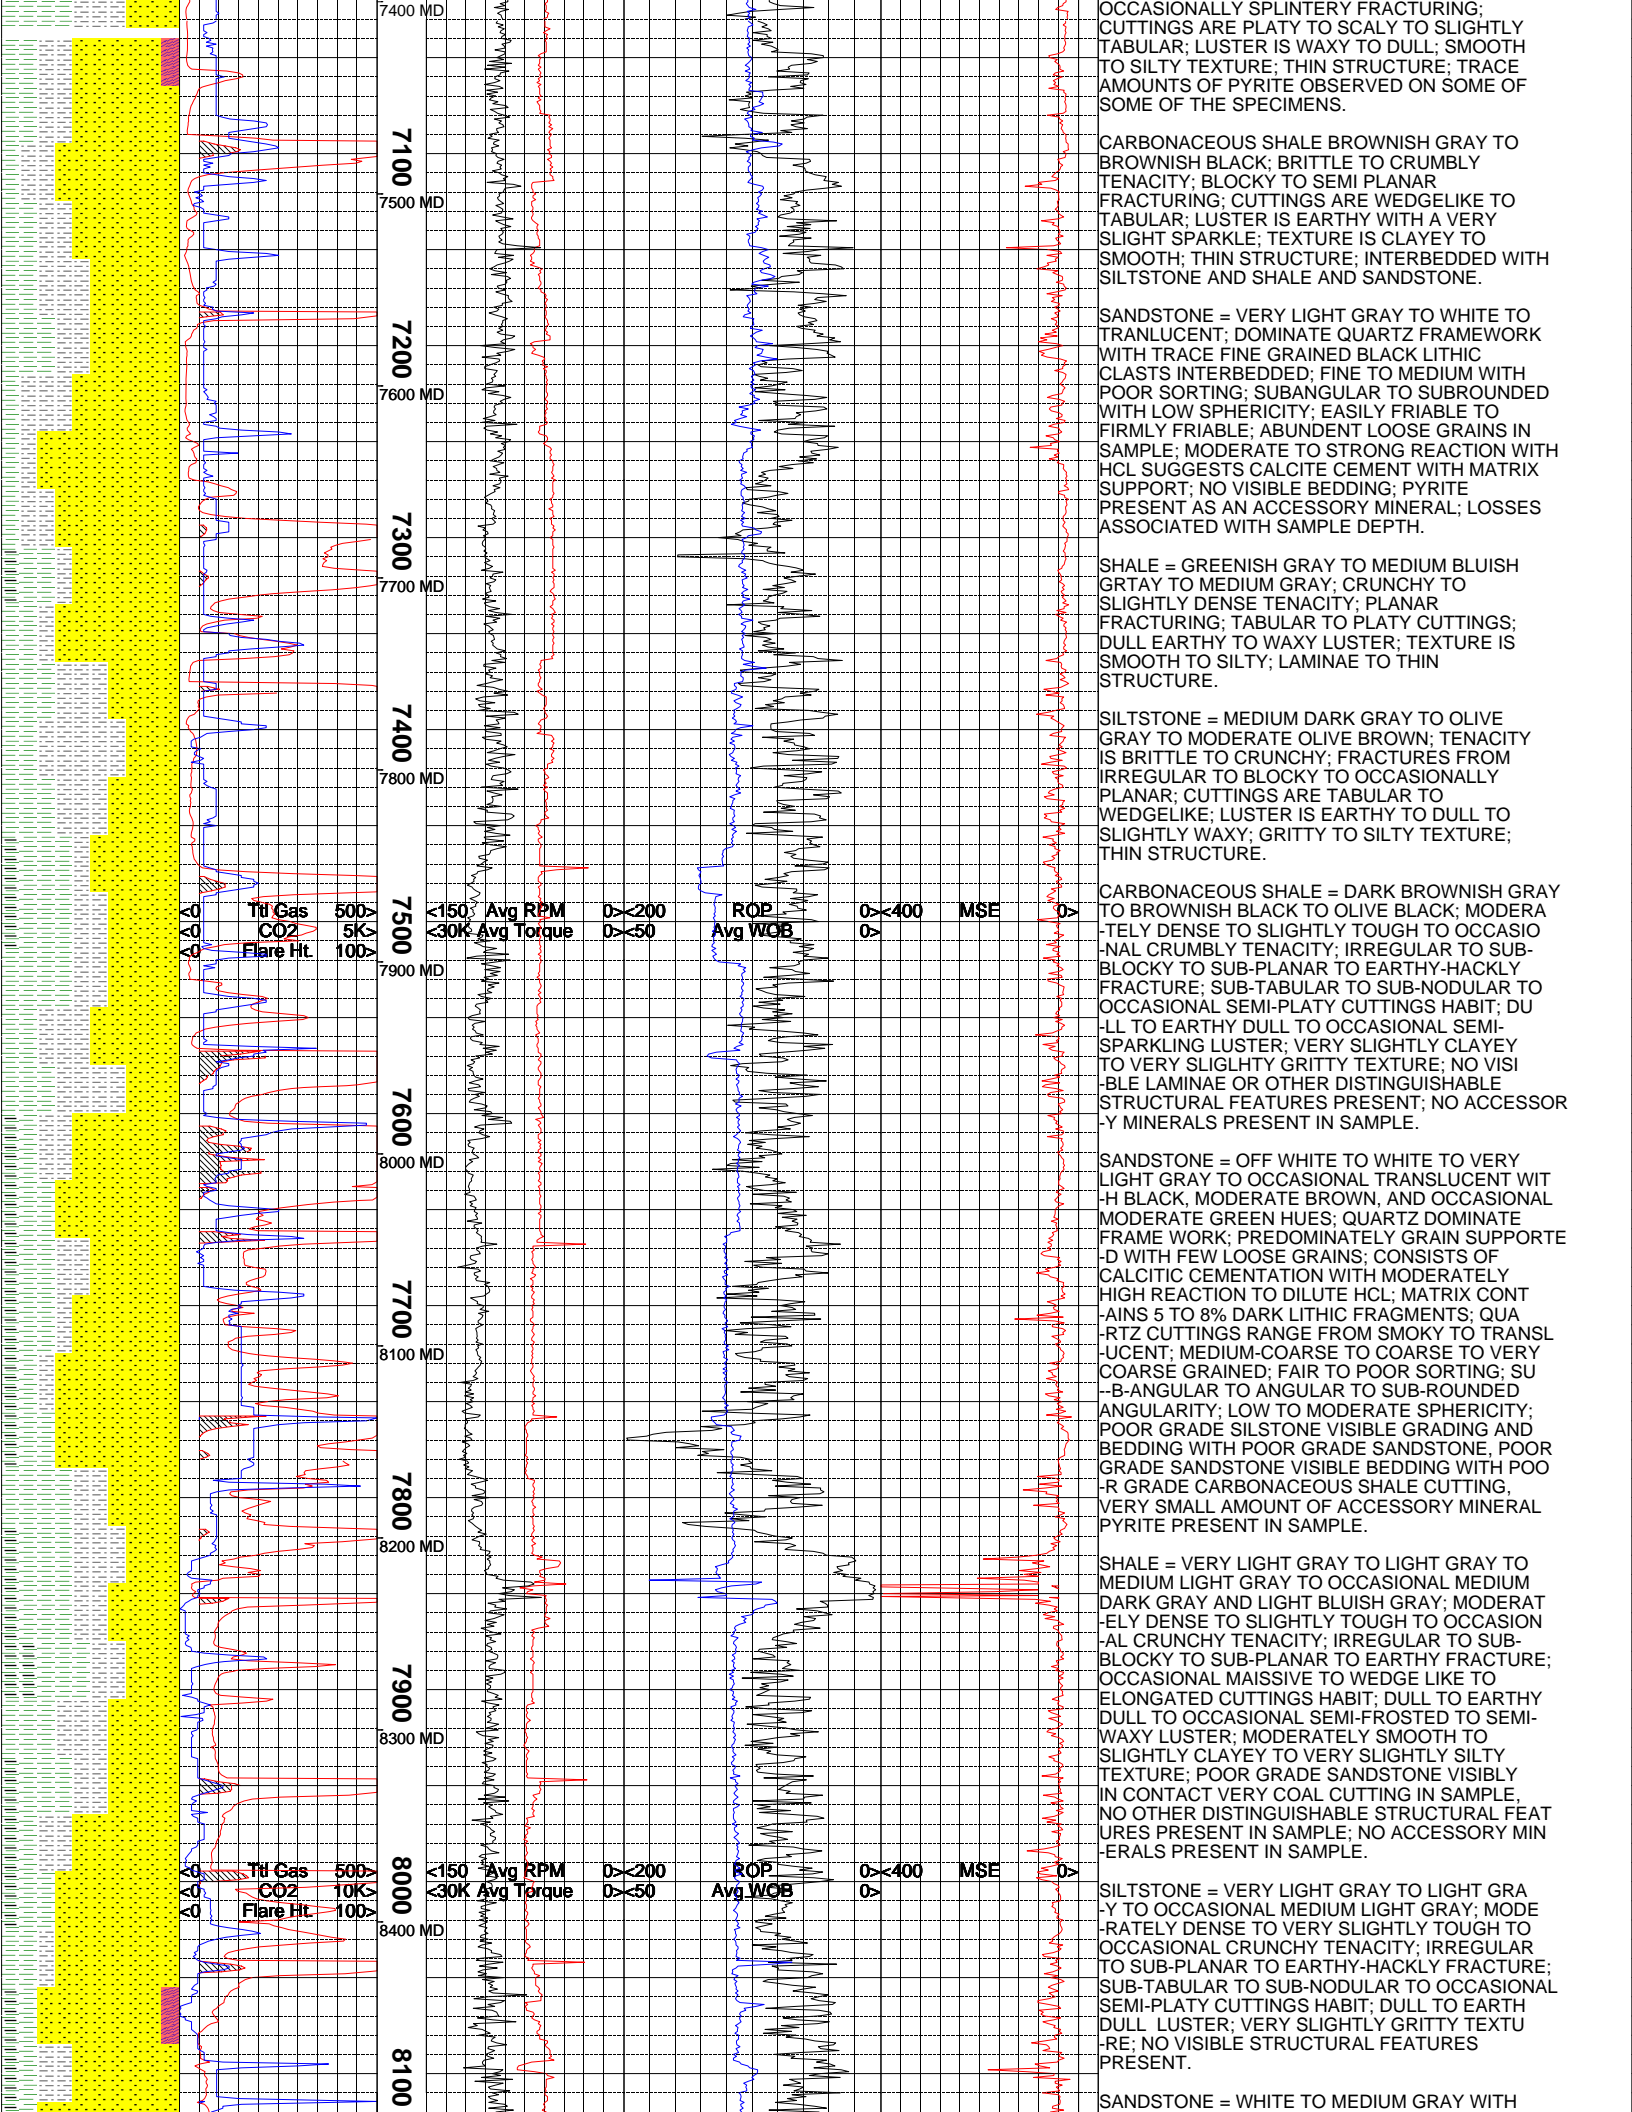 7400 MD
7100
7500 MD
7200
7600 MD
7300
7700 MD
7400
7800 MD
<0 Ttl Gas 500> <150 Avg RPM 0><200 ROP 0><400 MSE 0>
<0 CO2 5K> <30K Avg Torque 0><50 Avg WOB 0>
<0 Flare Ht. 100>
7500
7900 MD
7600
8000 MD
7700
8100 MD
7800
8200 MD
7900
8300 MD
<0 Ttl Gas 500> <150 Avg RPM 0><200 ROP 0><400 MSE 0>
<0 CO2 10K> <30K Avg Torque 0><50 Avg WOB 0>
<0 Flare Ht. 100>
8000
8400 MD
8100
OCCASIONALLY SPLINTERY FRACTURING;
CUTTINGS ARE PLATY TO SCALY TO SLIGHTLY
TABULAR; LUSTER IS WAXY TO DULL; SMOOTH
TO SILTY TEXTURE; THIN STRUCTURE; TRACE
AMOUNTS OF PYRITE OBSERVED ON SOME OF
SOME OF THE SPECIMENS.
CARBONACEOUS SHALE BROWNISH GRAY TO
BROWNISH BLACK; BRITTLE TO CRUMBLY
TENACITY; BLOCKY TO SEMI PLANAR
FRACTURING; CUTTINGS ARE WEDGELIKE TO
TABULAR; LUSTER IS EARTHY WITH A VERY
SLIGHT SPARKLE; TEXTURE IS CLAYEY TO
SMOOTH; THIN STRUCTURE; INTERBEDDED WITH
SILTSTONE AND SHALE AND SANDSTONE.
SANDSTONE = VERY LIGHT GRAY TO WHITE TO
TRANLUCENT; DOMINATE QUARTZ FRAMEWORK
WITH TRACE FINE GRAINED BLACK LITHIC
CLASTS INTERBEDDED; FINE TO MEDIUM WITH
POOR SORTING; SUBANGULAR TO SUBROUNDED
WITH LOW SPHERICITY; EASILY FRIABLE TO
FIRMLY FRIABLE; ABUNDENT LOOSE GRAINS IN
SAMPLE; MODERATE TO STRONG REACTION WITH
HCL SUGGESTS CALCITE CEMENT WITH MATRIX
SUPPORT; NO VISIBLE BEDDING; PYRITE
PRESENT AS AN ACCESSORY MINERAL; LOSSES
ASSOCIATED WITH SAMPLE DEPTH.
SHALE = GREENISH GRAY TO MEDIUM BLUISH
GRTAY TO MEDIUM GRAY; CRUNCHY TO
SLIGHTLY DENSE TENACITY; PLANAR
FRACTURING; TABULAR TO PLATY CUTTINGS;
DULL EARTHY TO WAXY LUSTER; TEXTURE IS
SMOOTH TO SILTY; LAMINAE TO THIN
STRUCTURE.
SILTSTONE = MEDIUM DARK GRAY TO OLIVE
GRAY TO MODERATE OLIVE BROWN; TENACITY
IS BRITTLE TO CRUNCHY; FRACTURES FROM
IRREGULAR TO BLOCKY TO OCCASIONALLY
PLANAR; CUTTINGS ARE TABULAR TO
WEDGELIKE; LUSTER IS EARTHY TO DULL TO
SLIGHTLY WAXY; GRITTY TO SILTY TEXTURE;
THIN STRUCTURE.
CARBONACEOUS SHALE = DARK BROWNISH GRAY
TO BROWNISH BLACK TO OLIVE BLACK; MODERA
-TELY DENSE TO SLIGHTLY TOUGH TO OCCASIO
-NAL CRUMBLY TENACITY; IRREGULAR TO SUB-
BLOCKY TO SUB-PLANAR TO EARTHY-HACKLY
FRACTURE; SUB-TABULAR TO SUB-NODULAR TO
OCCASIONAL SEMI-PLATY CUTTINGS HABIT; DU
-LL TO EARTHY DULL TO OCCASIONAL SEMI-
SPARKLING LUSTER; VERY SLIGHTLY CLAYEY
TO VERY SLIGLHTY GRITTY TEXTURE; NO VISI
-BLE LAMINAE OR OTHER DISTINGUISHABLE
STRUCTURAL FEATURES PRESENT; NO ACCESSOR
-Y MINERALS PRESENT IN SAMPLE.
SANDSTONE = OFF WHITE TO WHITE TO VERY
LIGHT GRAY TO OCCASIONAL TRANSLUCENT WIT
-H BLACK, MODERATE BROWN, AND OCCASIONAL
MODERATE GREEN HUES; QUARTZ DOMINATE
FRAME WORK; PREDOMINATELY GRAIN SUPPORTE
-D WITH FEW LOOSE GRAINS; CONSISTS OF
CALCITIC CEMENTATION WITH MODERATELY
HIGH REACTION TO DILUTE HCL; MATRIX CONT
-AINS 5 TO 8% DARK LITHIC FRAGMENTS; QUA
-RTZ CUTTINGS RANGE FROM SMOKY TO TRANSL
-UCENT; MEDIUM-COARSE TO COARSE TO VERY
COARSE GRAINED; FAIR TO POOR SORTING; SU
--B-ANGULAR TO ANGULAR TO SUB-ROUNDED
ANGULARITY; LOW TO MODERATE SPHERICITY;
POOR GRADE SILSTONE VISIBLE GRADING AND
BEDDING WITH POOR GRADE SANDSTONE, POOR
GRADE SANDSTONE VISIBLE BEDDING WITH POO
-R GRADE CARBONACEOUS SHALE CUTTING,
VERY SMALL AMOUNT OF ACCESSORY MINERAL
PYRITE PRESENT IN SAMPLE.
SHALE = VERY LIGHT GRAY TO LIGHT GRAY TO
MEDIUM LIGHT GRAY TO OCCASIONAL MEDIUM
DARK GRAY AND LIGHT BLUISH GRAY; MODERAT
-ELY DENSE TO SLIGHTLY TOUGH TO OCCASION
-AL CRUNCHY TENACITY; IRREGULAR TO SUB-
BLOCKY TO SUB-PLANAR TO EARTHY FRACTURE;
OCCASIONAL MAISSIVE TO WEDGE LIKE TO
ELONGATED CUTTINGS HABIT; DULL TO EARTHY
DULL TO OCCASIONAL SEMI-FROSTED TO SEMI-
WAXY LUSTER; MODERATELY SMOOTH TO
SLIGHTLY CLAYEY TO VERY SLIGHTLY SILTY
TEXTURE; POOR GRADE SANDSTONE VISIBLY
IN CONTACT VERY COAL CUTTING IN SAMPLE,
NO OTHER DISTINGUISHABLE STRUCTURAL FEAT
URES PRESENT IN SAMPLE; NO ACCESSORY MIN
-ERALS PRESENT IN SAMPLE.
SILTSTONE = VERY LIGHT GRAY TO LIGHT GRA
-Y TO OCCASIONAL MEDIUM LIGHT GRAY; MODE
-RATELY DENSE TO VERY SLIGHTLY TOUGH TO
OCCASIONAL CRUNCHY TENACITY; IRREGULAR
TO SUB-PLANAR TO EARTHY-HACKLY FRACTURE;
SUB-TABULAR TO SUB-NODULAR TO OCCASIONAL
SEMI-PLATY CUTTINGS HABIT; DULL TO EARTH
DULL LUSTER; VERY SLIGHTLY GRITTY TEXTU
-RE; NO VISIBLE STRUCTURAL FEATURES
PRESENT.
SANDSTONE = WHITE TO MEDIUM GRAY WITH